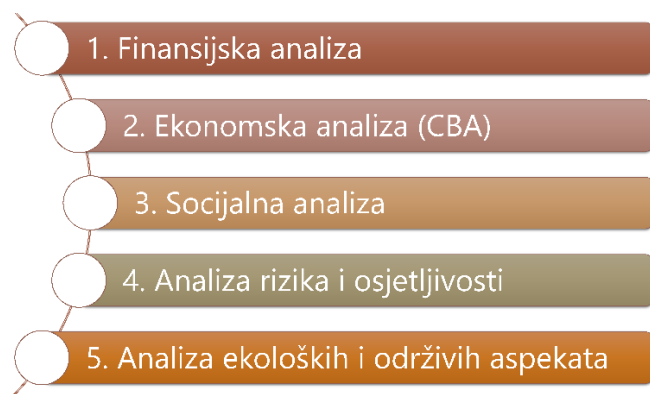 1. Finansijska analiza
2. Ekonomska analiza (CBA)
3. Socijalna analiza
4. Analiza rizika i osjetljivosti
5. Analiza ekoloških i održivih aspekata